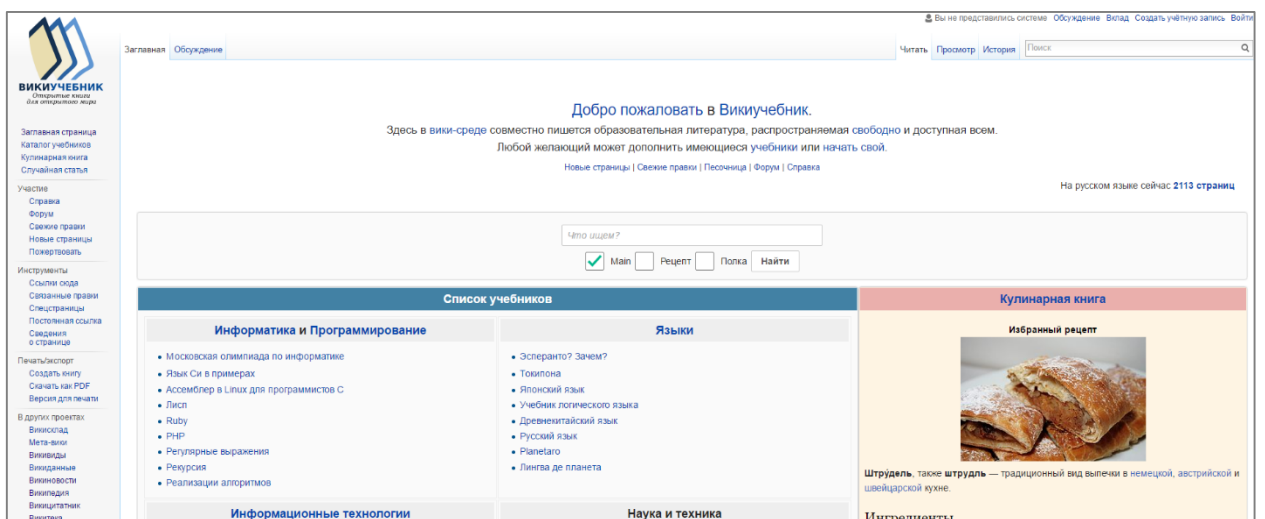 Вы не представились системе Обсуждение Вклад Создать учётную запись Войти
Заглавная Обсуждение
Читать Просмотр История Поиск
ВИКИУЧЕБНИК
Открытые книги
для открытого мира
Заглавная страница
Каталог учебников
Кулинарная книга
Случайная статья
Участие
Справка
Форум
Свежие правки
Новые страницы
Пожертвовать
Инструменты
Ссылки сюда
Связанные правки
Спецстраницы
Постоянная ссылка
Сведения
о странице
Печать/экспорт
Создать книгу
Скачать как PDF
Версия для печати
В других проектах
Викисклад
Мета-вики
Викивиды
Викиданные
Викиновости
Википедия
Викицитатник
Викитека
Добро пожаловать в Викиучебник.
Здесь в вики-среде совместно пишется образовательная литература, распространяемая свободно и доступная всем.
Любой желающий может дополнить имеющиеся учебники или начать свой.
Новые страницы | Свежие правки | Песочница | Форум | Справка
На русском языке сейчас 2113 страниц
Что ищем?
Main Рецепт Полка Найти
Список учебников
Информатика и Программирование
• Московская олимпиада по информатике
• Язык Си в примерах
• Ассемблер в Linux для программистов C
• Лисп
• Ruby
• PHP
• Регулярные выражения
• Рекурсия
• Реализации алгоритмов
Информационные технологии
Языки
• Эсперанто? Зачем?
• Токипона
• Японский язык
• Учебник логического языка
• Древнекитайский язык
• Русский язык
• Planetaro
• Лингва де планета
Наука и техника
Кулинарная книга
Избранный рецепт
Штру́дель, также штрудль — традиционный вид выпечки в немецкой, австрийской и
швейцарской кухне.
Ингредиенты